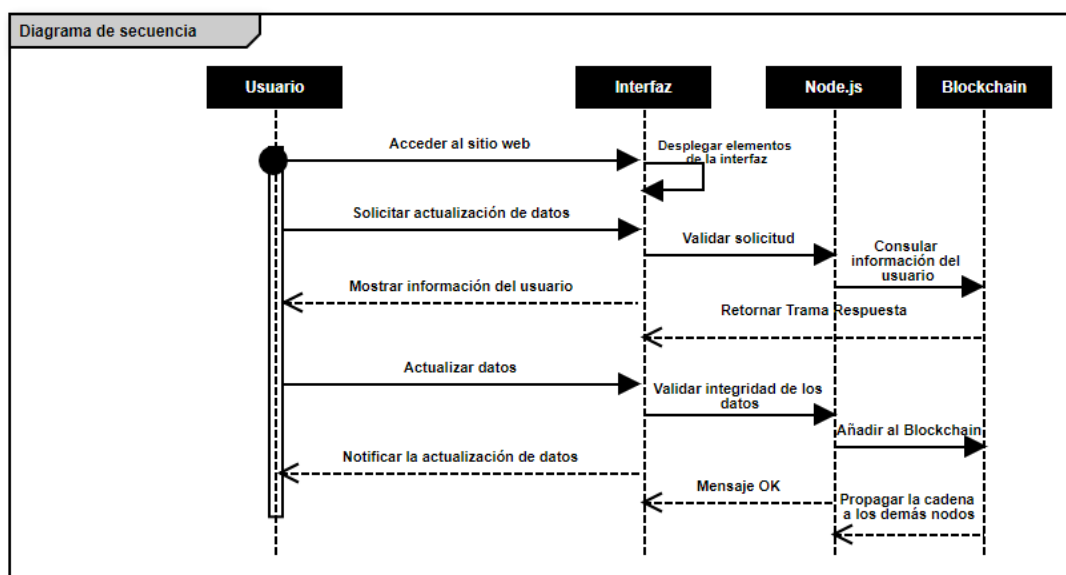 Diagrama de secuencia
Usuario
Interfaz
Node.js
Blockchain
Acceder al sitio web
Desplegar elementos
de la interfaz
Solicitar actualización de datos
Validar solicitud
Consular
información del
usuario
Mostrar información del usuario
Retornar Trama Respuesta
Actualizar datos
Validar integridad de los
datos
Añadir al Blockchain
Notificar la actualización de datos
Mensaje OK
Propagar la cadena
a los demás nodos